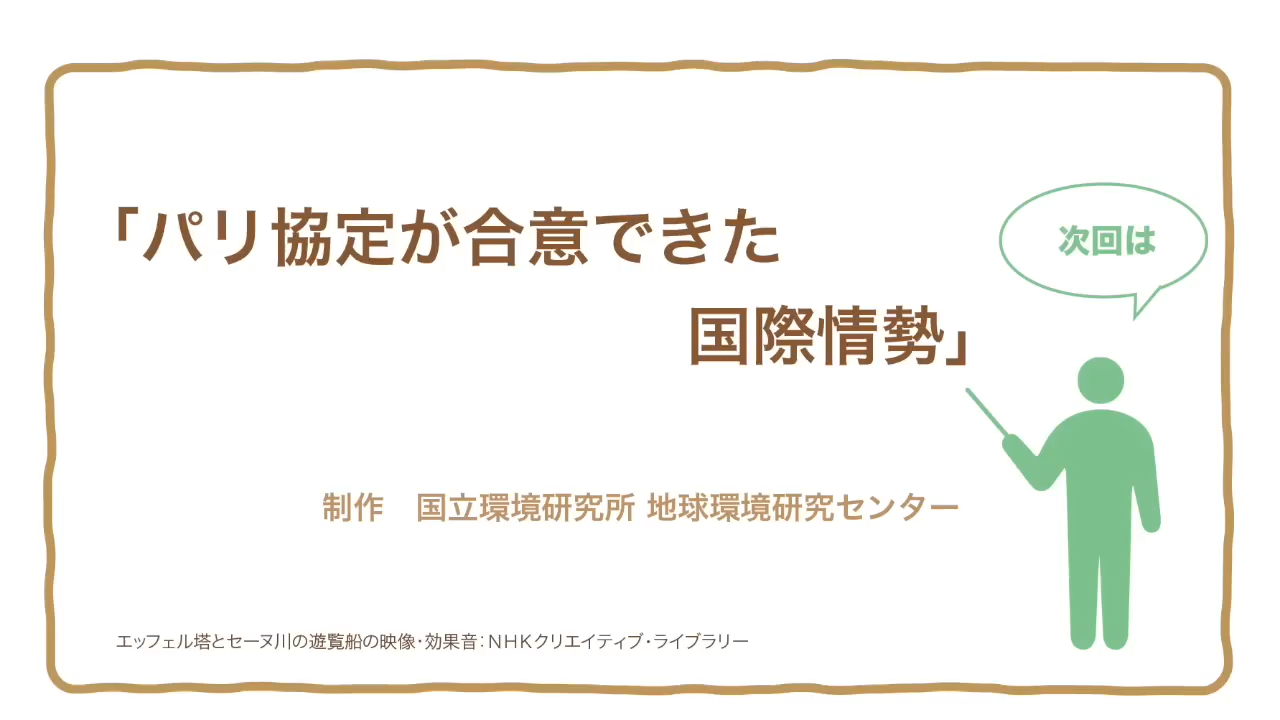 「パリ協定が合意できた
国際情勢」
次回は
制作　国立環境研究所 地球環境研究センター
エッフェル塔とセーヌ川の遊覧船の映像・効果音：NHKクリエイティブ・ライブラリー